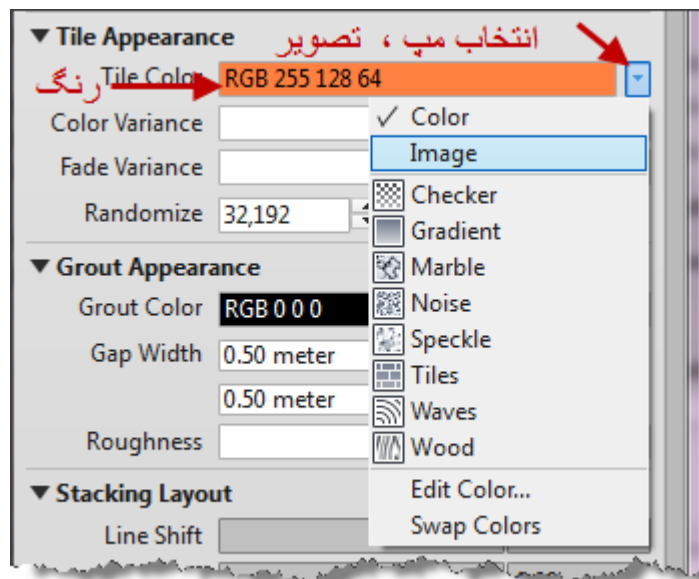 Tile Appearance
انتخاب مپ ، تصویر
Tile Color
رنگ
RGB 255 128 64
Color Variance
Fade Variance
Randomize 32,192
Grout Appearance
Grout Color RGB 0 0 0
Gap Width 0.50 meter
0.50 meter
Roughness
Stacking Layout
Line Shift
✓ Color
Image
Checker
Gradient
Marble
Noise
Speckle
Tiles
Waves
Wood
Edit Color...
Swap Colors